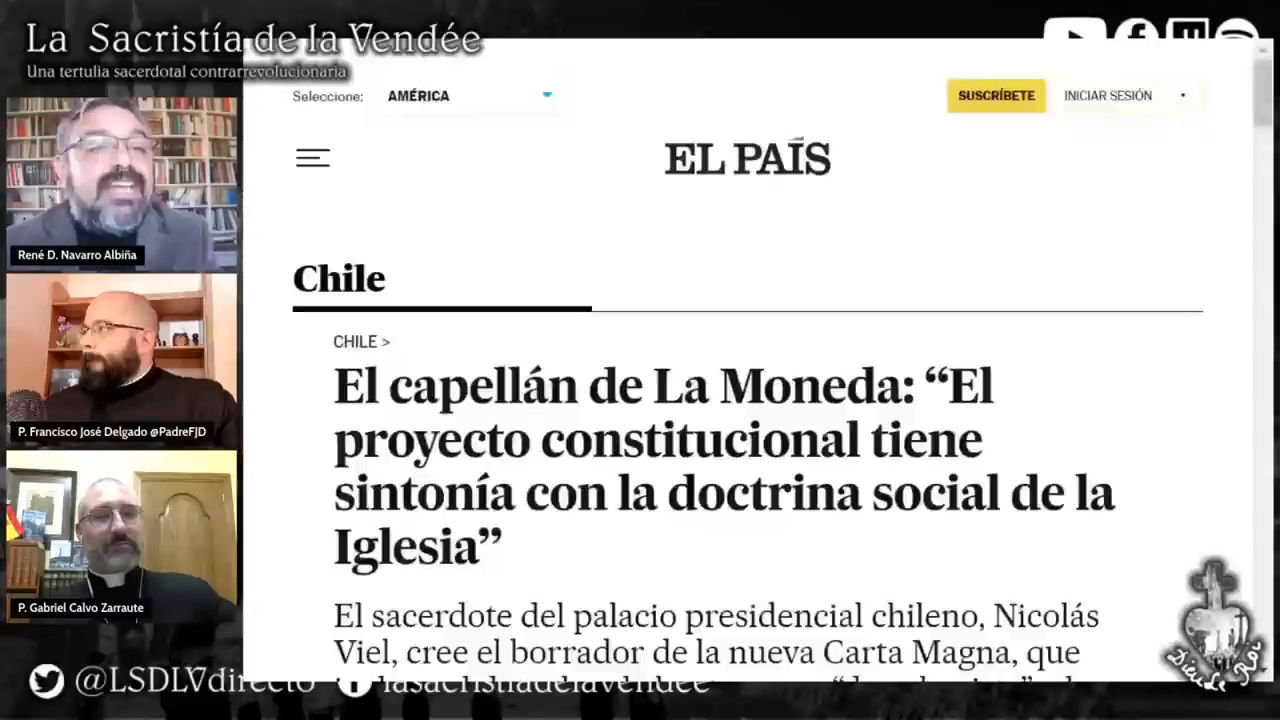 La Sacristía de la Vendée
Una tertulia sacerdotal contrarrevolucionaria
Seleccione: AMÉRICA
SUSCRÍBETE INICIAR SESIÓN
EL PAÍS
Chile
CHILE >
El capellán de La Moneda: “El
proyecto constitucional tiene
sintonía con la doctrina social de la
Iglesia”
El sacerdote del palacio presidencial chileno, Nicolás
Viel, cree el borrador de la nueva Carta Magna, que
René D. Navarro Albiña
P. Francisco José Delgado @PadreFJD
P. Gabriel Calvo Zarraute
@LSDLVdirecto lasacristiadelavendee
Dieu Le Roi